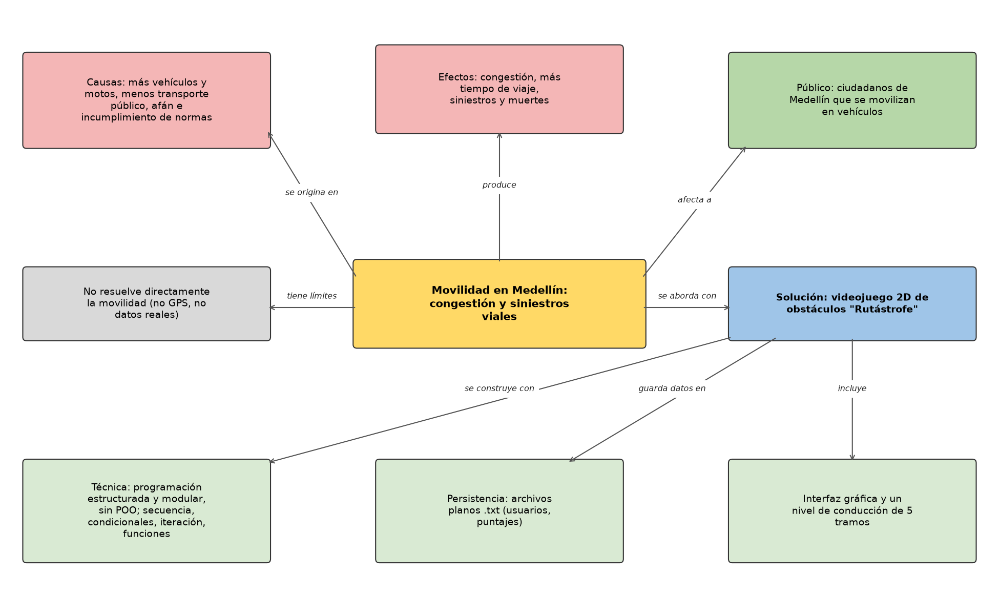 Causas: más vehículos y
motos, menos transporte
público, afán e
incumplimiento de normas
Efectos: congestión, más
tiempo de viaje,
siniestros y muertes
Público: ciudadanos de
Medellín que se movilizan
en vehículos
se origina en
produce
afecta a
No resuelve directamente
la movilidad (no GPS, no
datos reales)
tiene límites
Movilidad en Medellín:
congestión y siniestros
viales
se aborda con
Solución: videojuego 2D de
obstáculos "Rutástrofe"
se construye con
guarda datos en
incluye
Técnica: programación
estructurada y modular,
sin POO; secuencia,
condicionales, iteración,
funciones
Persistencia: archivos
planos .txt (usuarios,
puntajes)
Interfaz gráfica y un
nivel de conducción de 5
tramos